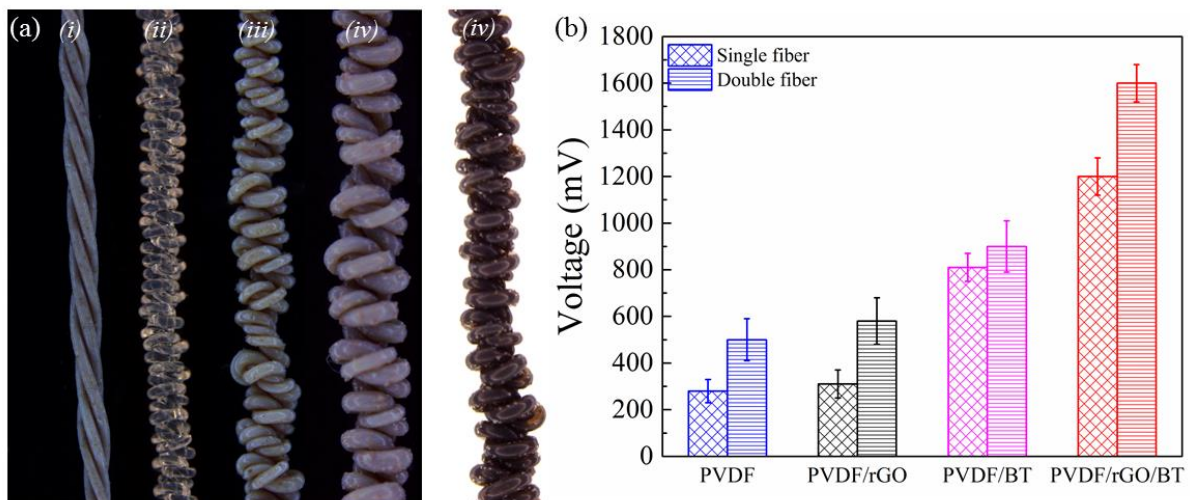 (a) (i) (ii) (iii) (iv) (iv)
(b)
1800
1600
1400
1200
1000
800
600
400
200
0
Voltage (mV)
Single fiber
Double fiber
PVDF PVDF/rGO PVDF/BT PVDF/rGO/BT